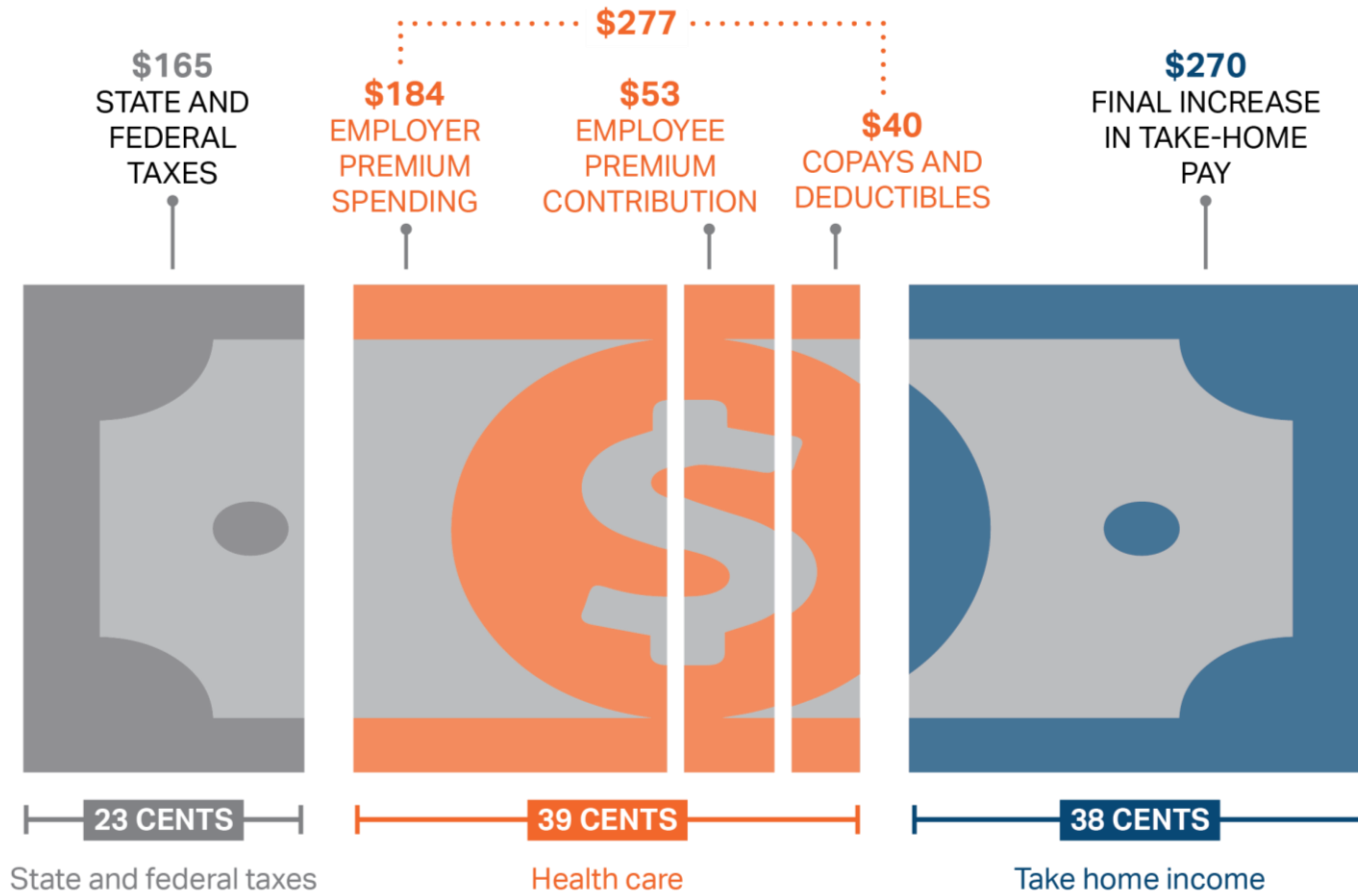 $277
$165
STATE AND
FEDERAL
TAXES
$184
EMPLOYER
PREMIUM
SPENDING
$53
EMPLOYEE
PREMIUM
CONTRIBUTION
$40
COPAYS AND
DEDUCTIBLES
$270
FINAL INCREASE
IN TAKE-HOME
PAY
$
23 CENTS
State and federal taxes
39 CENTS
Health care
38 CENTS
Take home income